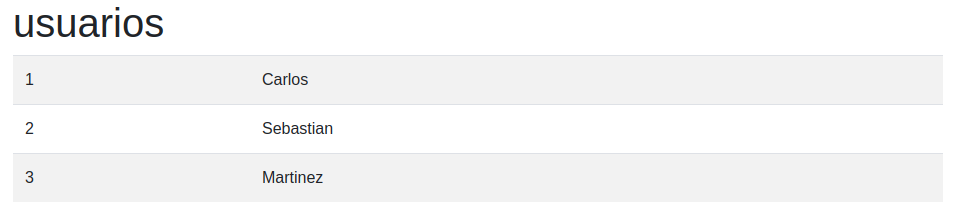 usuarios
1 Carlos
2 Sebastian
3 Martinez